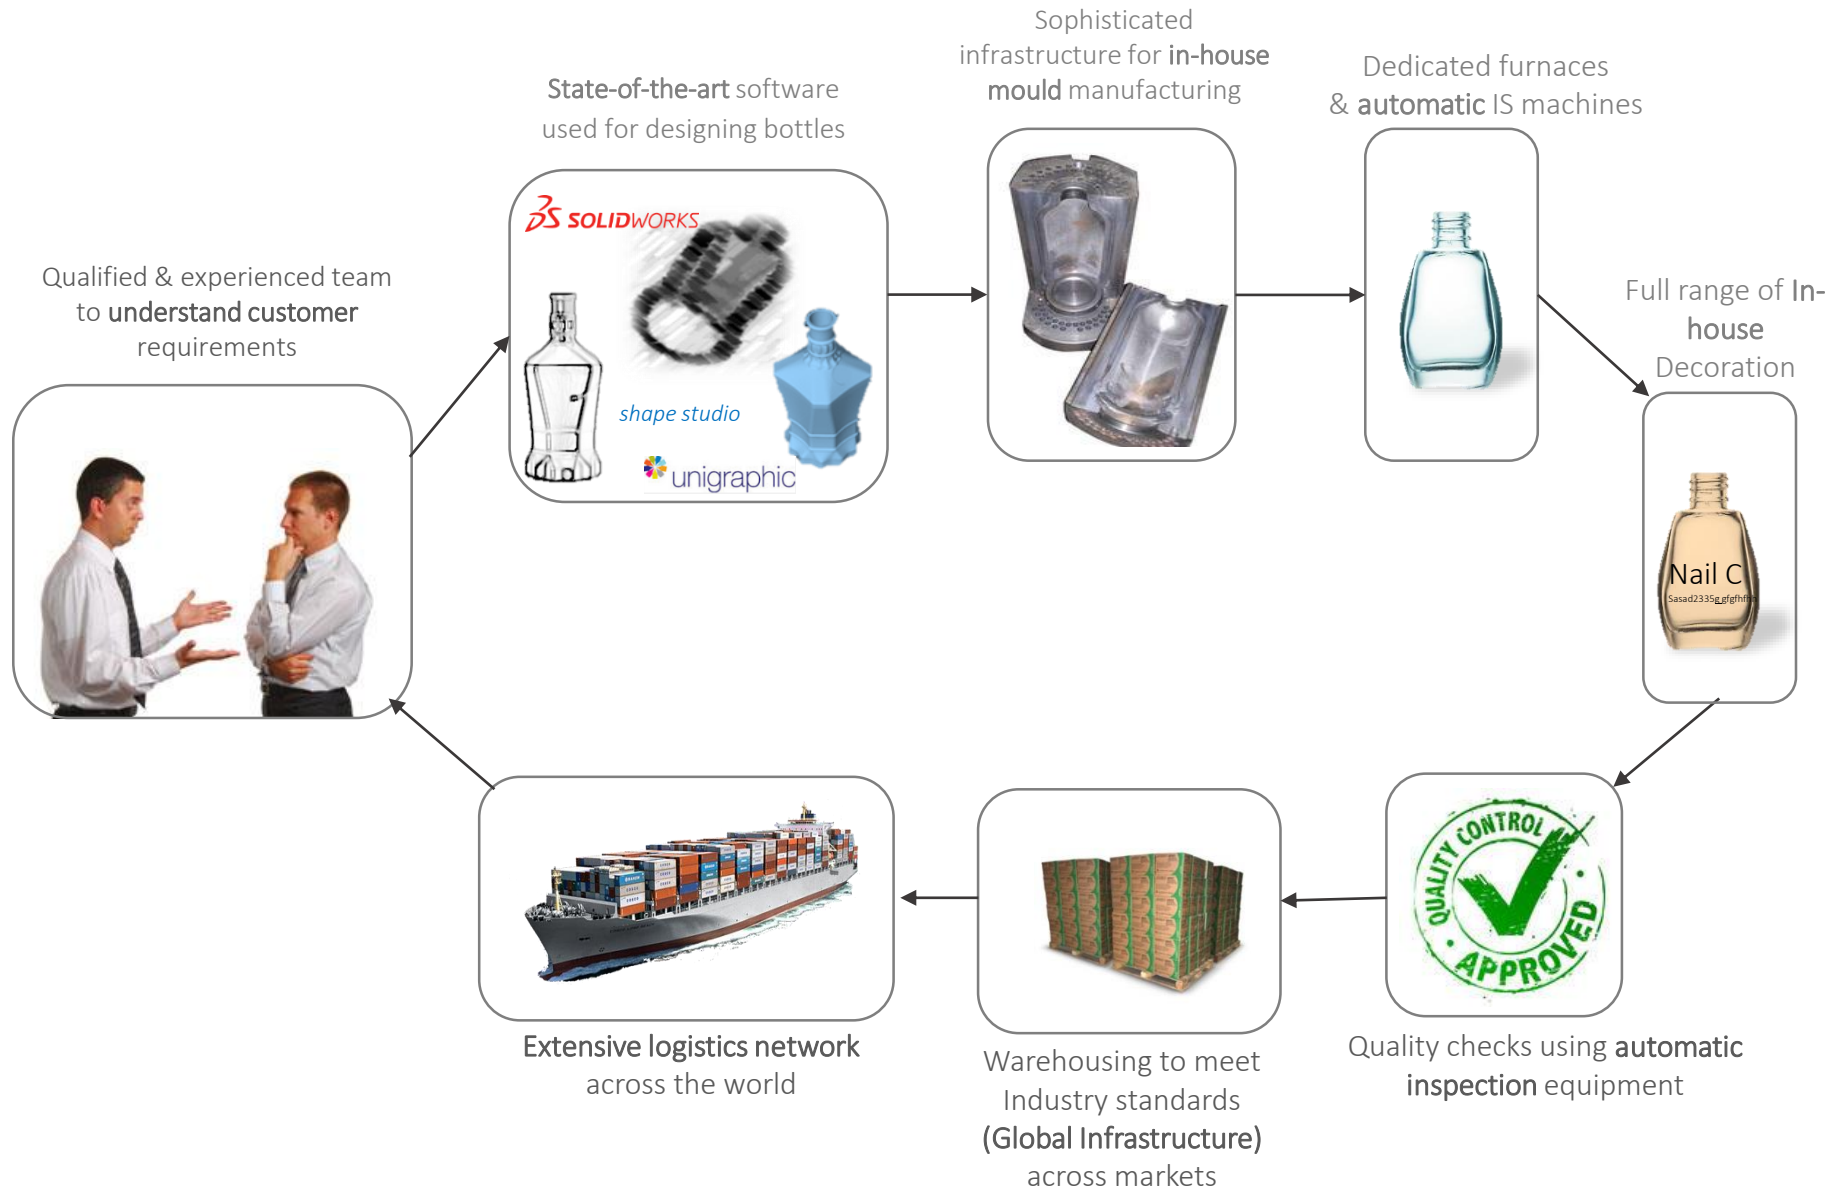 Sophisticated
infrastructure for in-house
mould manufacturing
Dedicated furnaces
& automatic IS machines
State-of-the-art software
used for designing bottles
SOLIDWORKS
shape studio
unigraphic
Qualified & experienced team
to understand customer
requirements
Full range of In-
house
Decoration
Nail C
QUALITY CONTROL
APPROVED
Extensive logistics network
across the world
Warehousing to meet
Industry standards
(Global Infrastructure)
across markets
Quality checks using automatic
inspection equipment